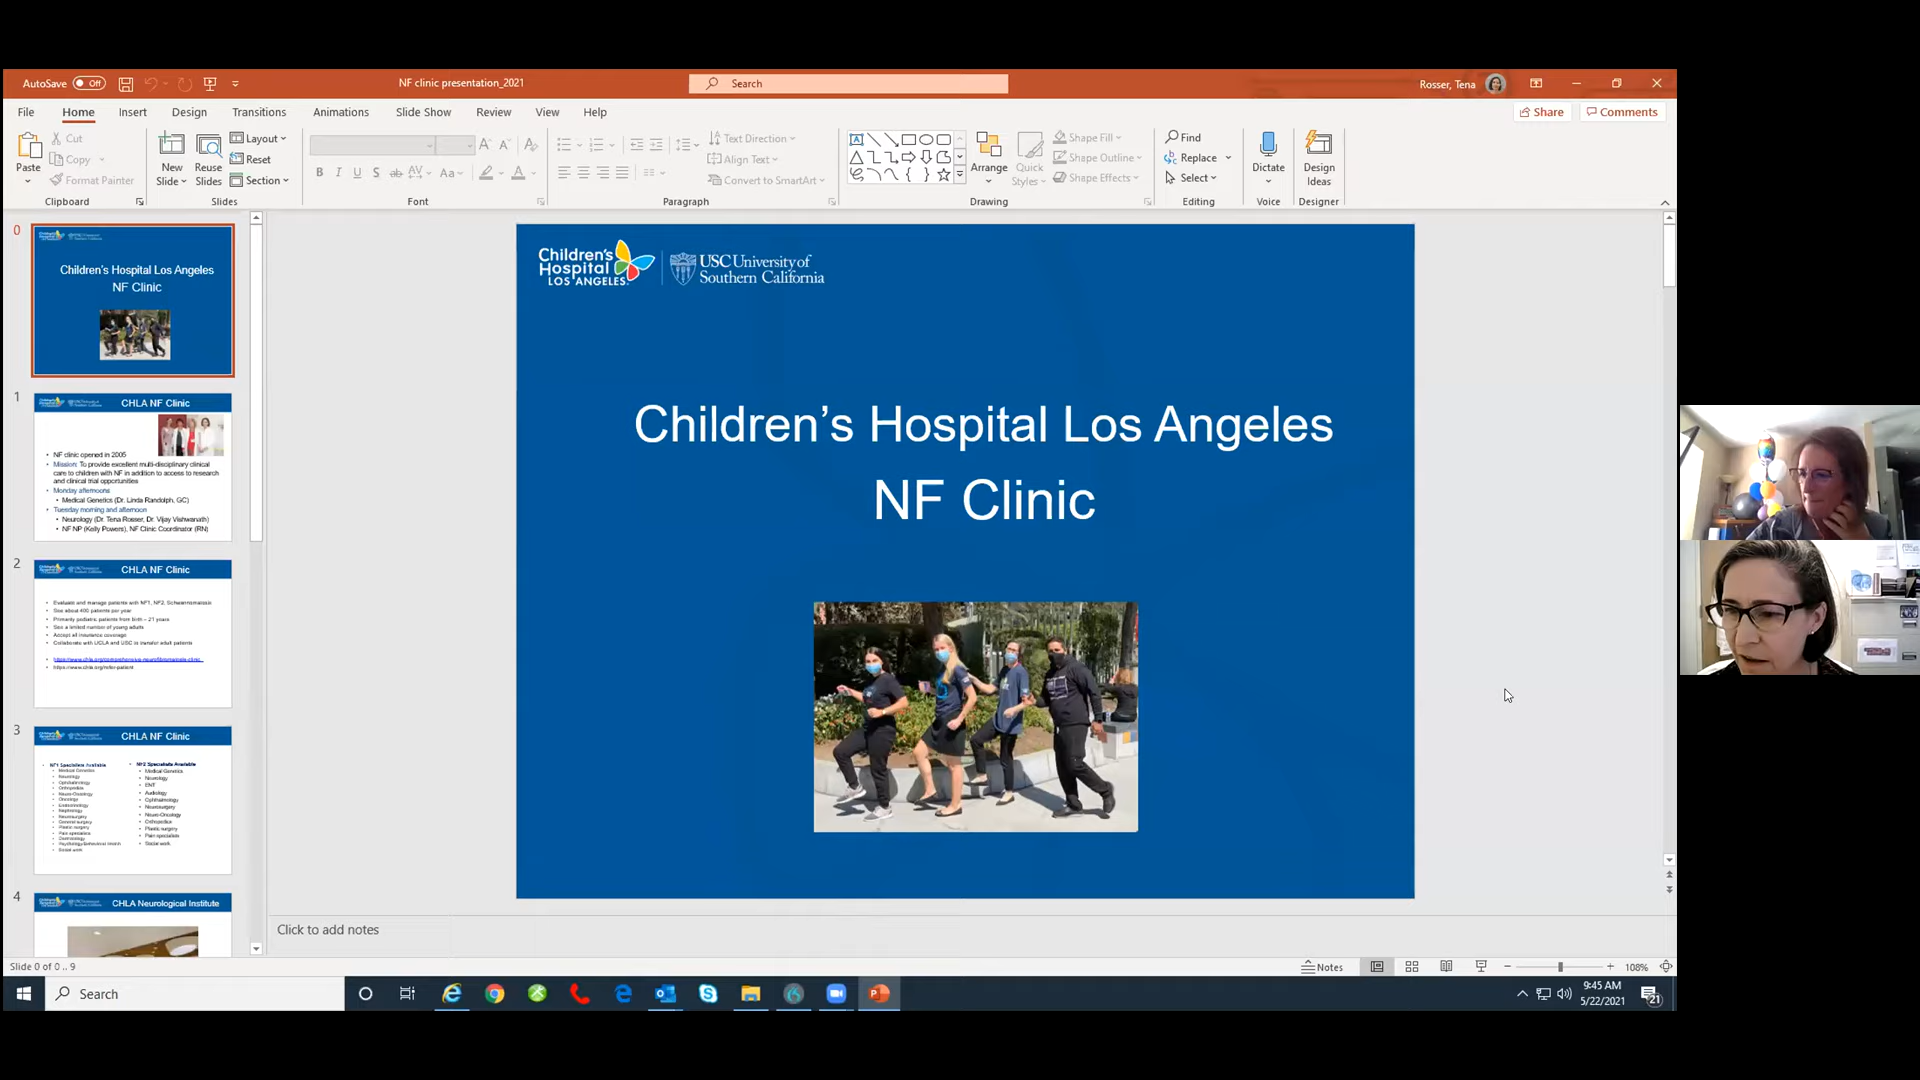 AutoSave Off
NF clinic presentation_2021
Search
Rosser, Tena
File Home Insert Design Transitions Animations Slide Show Review View Help
Share Comments
Paste
Cut
Copy
Format Painter
Clipboard
New Slide
Reuse Slides
Layout
Reset
Section
Slides
Font
Text Direction
Align Text
Convert to SmartArt
Paragraph
Arrange
Quick Styles
Shape Fill
Shape Outline
Shape Effects
Drawing
Find
Replace
Select
Editing
Dictate
Voice
Design Ideas
Designer
0
Children's Hospital Los Angeles
NF Clinic
1
CHLA NF Clinic
NF clinic opened in 2005
Mission: To provide excellent multi-disciplinary clinical
care to children with NF in addition to access to research
and clinical trial opportunities
Monday afternoons
Medical Genetics (Dr. Linda Randolph, GC)
Tuesday morning and afternoon
Neurology (Dr. Tena Rosser, Dr. Vijay Vishwanath)
NF NP (Kelly Powers), NF Clinic Coordinator (RN)
2
CHLA NF Clinic
Evaluate and manage patients with NF1, NF2, Schwannomatosis
See about 400 patients per year
Primarily pediatric patients from birth – 21 years
See a limited number of young adults
Accept all insurance coverage
Collaborate with UCLA and USC to transfer adult patients
3
CHLA NF Clinic
NF1 Specialists Available
Medical Genetics
Neurology
Ophthalmology
Orthopedics
Neuro-Oncology
Oncology
Endocrinology
Nephrology
Neurosurgery
General surgery
Plastic surgery
Pain specialists
Dermatology
Psychology/Behavioral Health
Social work
NF2 Specialists Available
Medical Genetics
Neurology
ENT
Audiology
Ophthalmology
Neurosurgery
Neuro-Oncology
Orthopedics
Plastic surgery
Pain specialists
Social work
4
CHLA Neurological Institute
Children's
Hospital
LOS ANGELES
USC University of
Southern California
Children's Hospital Los Angeles
NF Clinic
Click to add notes
Slide 0 of 0 .. 9
Notes
108%
Search
9:45 AM
5/22/2021
21